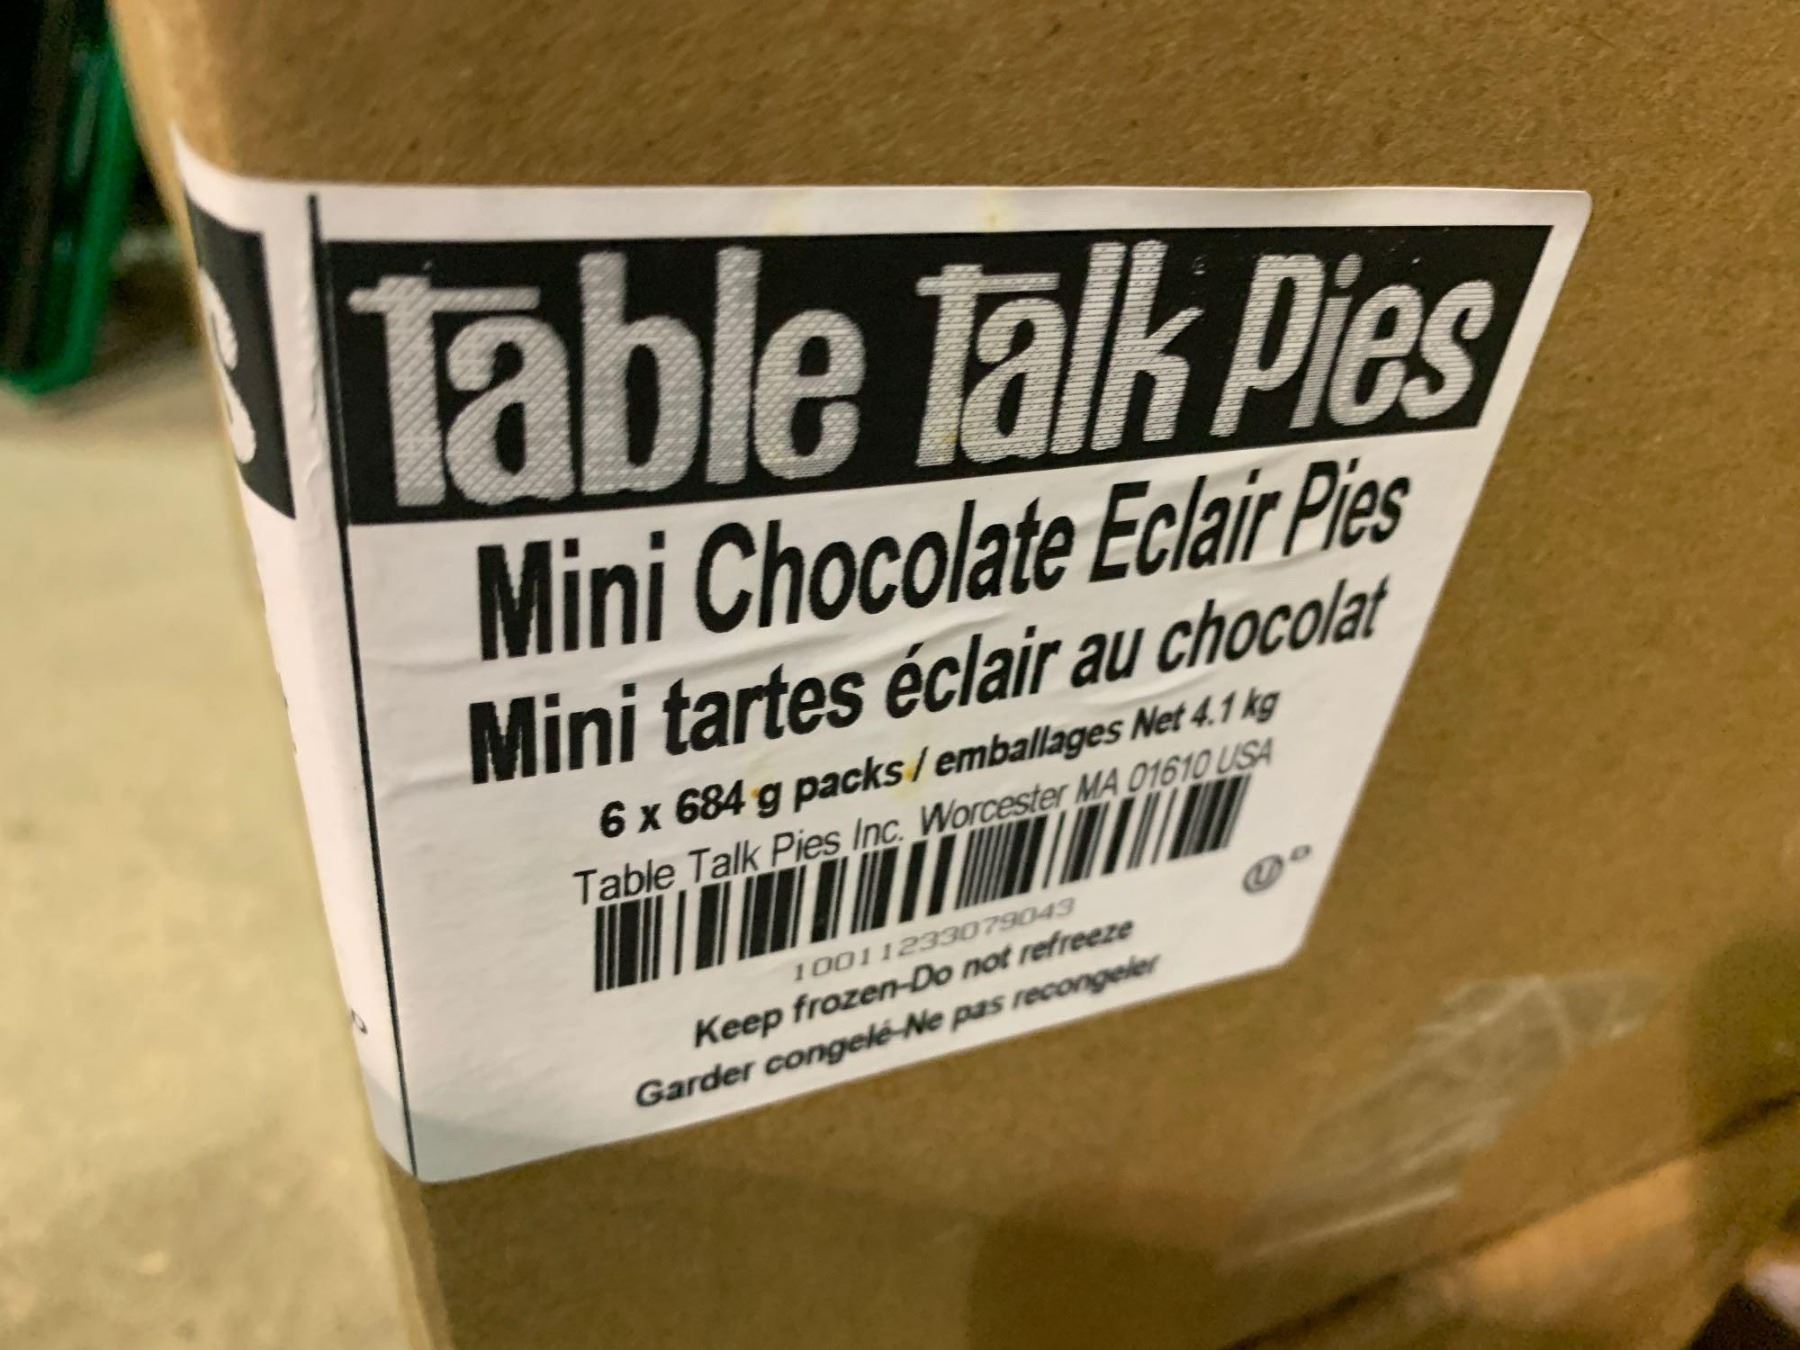 Table Talk Pies
Mini Chocolate Eclair Pies
Mini tartes éclair au chocolat
6 x 684 g packs / emballages Net 4.1 kg
Table Talk Pies Inc. Worcester MA 01610 USA
10011233079043
U D
Keep frozen-Do not refreeze
Garder congelé-Ne pas recongeler
s
D